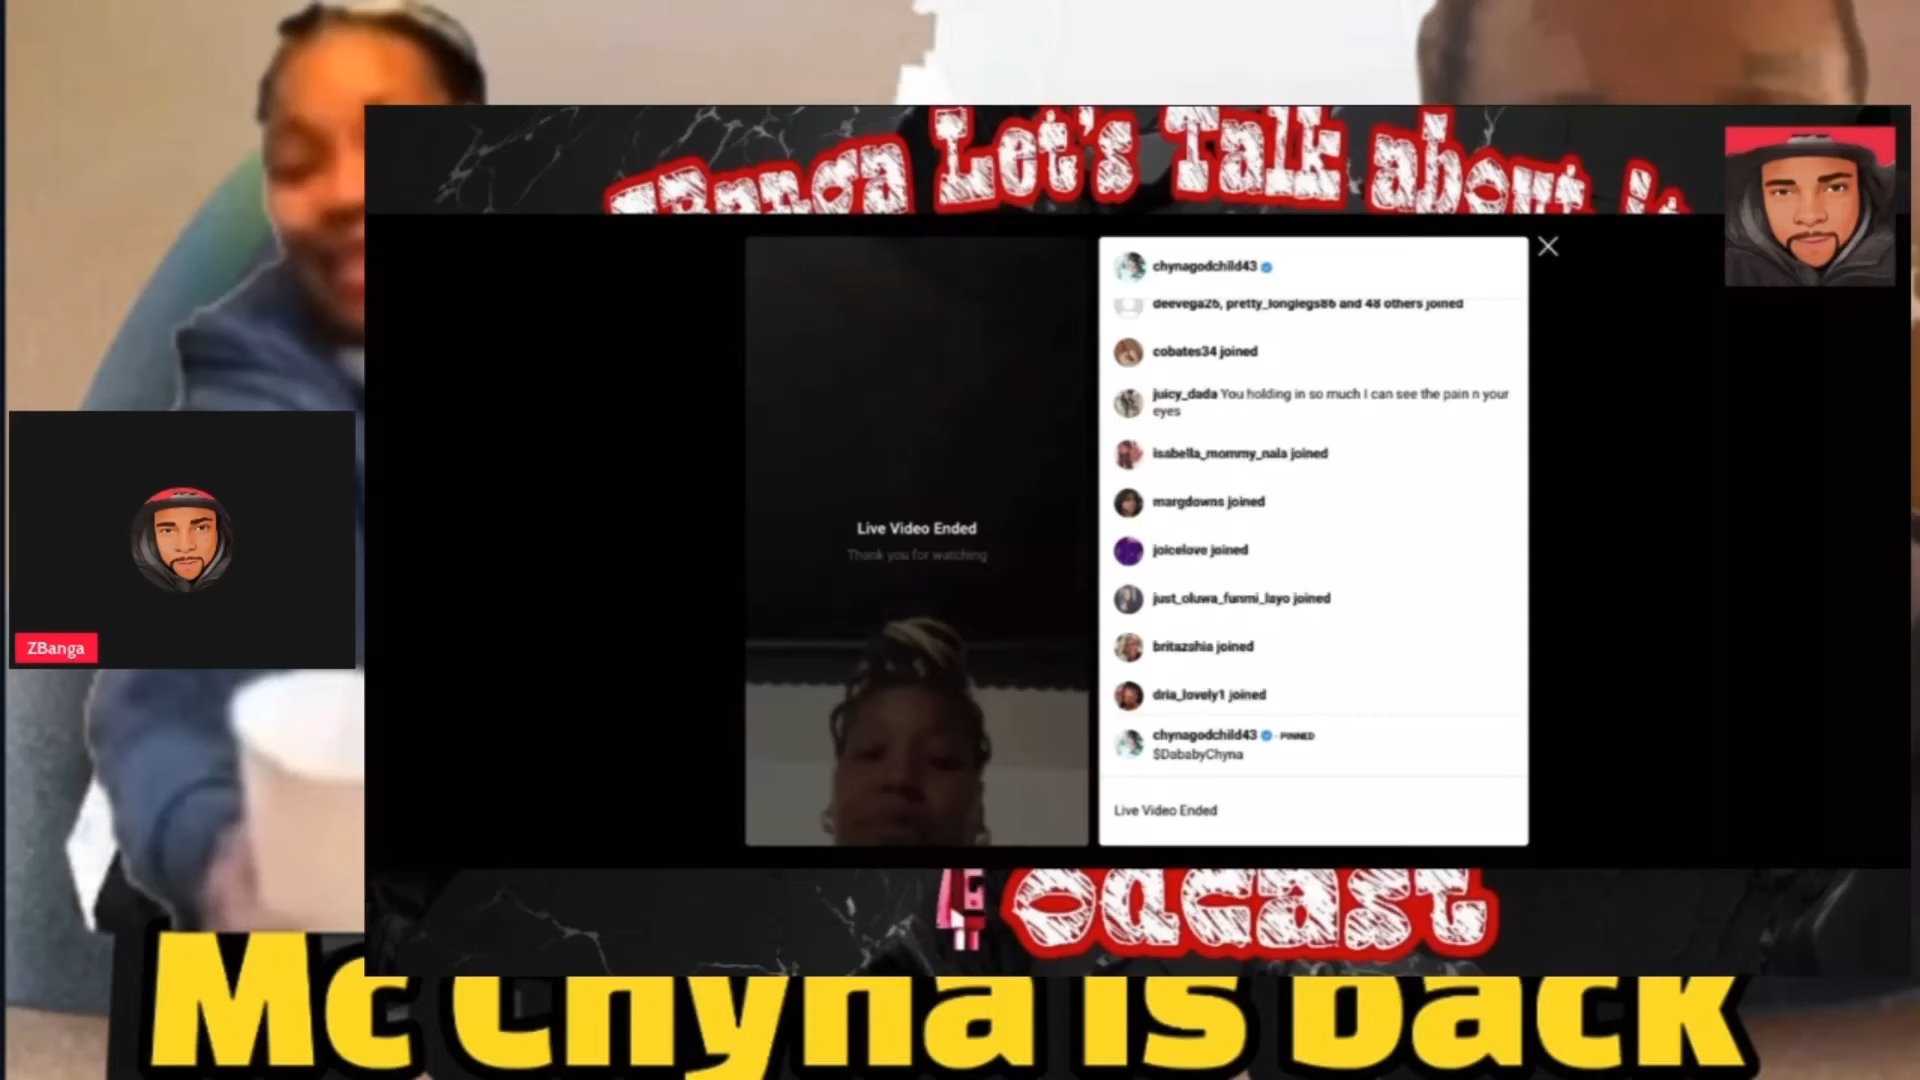 ZBanga Let's Talk about it
chynagodchild43
deevega26, pretty_longlegs86 and 48 others joined
cobates34 joined
juicy_dada You holding in so much I can see the pain n your
eyes
isabella_mommy_nala joined
margdowns joined
joicelove joined
just_oluwa_funmi_layo joined
britazshia joined
dria_lovely1 joined
chynagodchild43 · PINNED
$DababyChyna
Live Video Ended
Live Video Ended
Thank you for watching
ZBanga
odcast
Mc Chyna is back